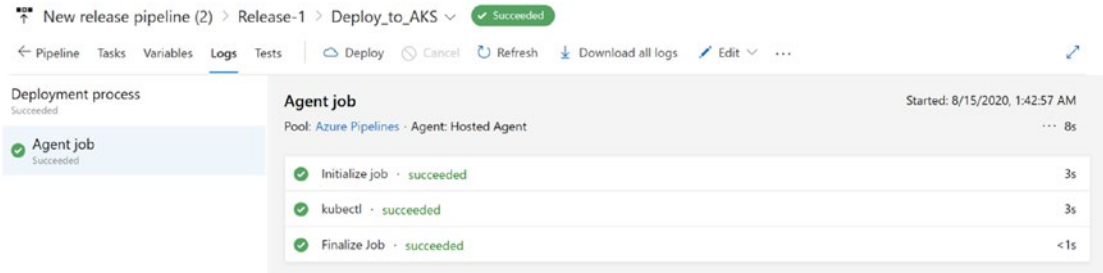 New release pipeline (2) > Release-1 > Deploy_to_AKS Succeeded
Pipeline Tasks Variables Logs Tests Deploy Cancel Refresh Download all logs Edit ...
Deployment process
Succeeded
Agent job
Succeeded
Agent job Started: 8/15/2020, 1:42:57 AM
Pool: Azure Pipelines · Agent: Hosted Agent ... 8s
Initialize job · succeeded 3s
kubectl · succeeded 3s
Finalize Job · succeeded <1s